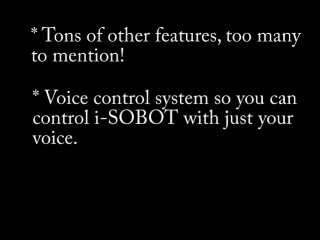 * Tons of other features, too many
to mention!
* Voice control system so you can
control i-SOBOT with just your
voice.